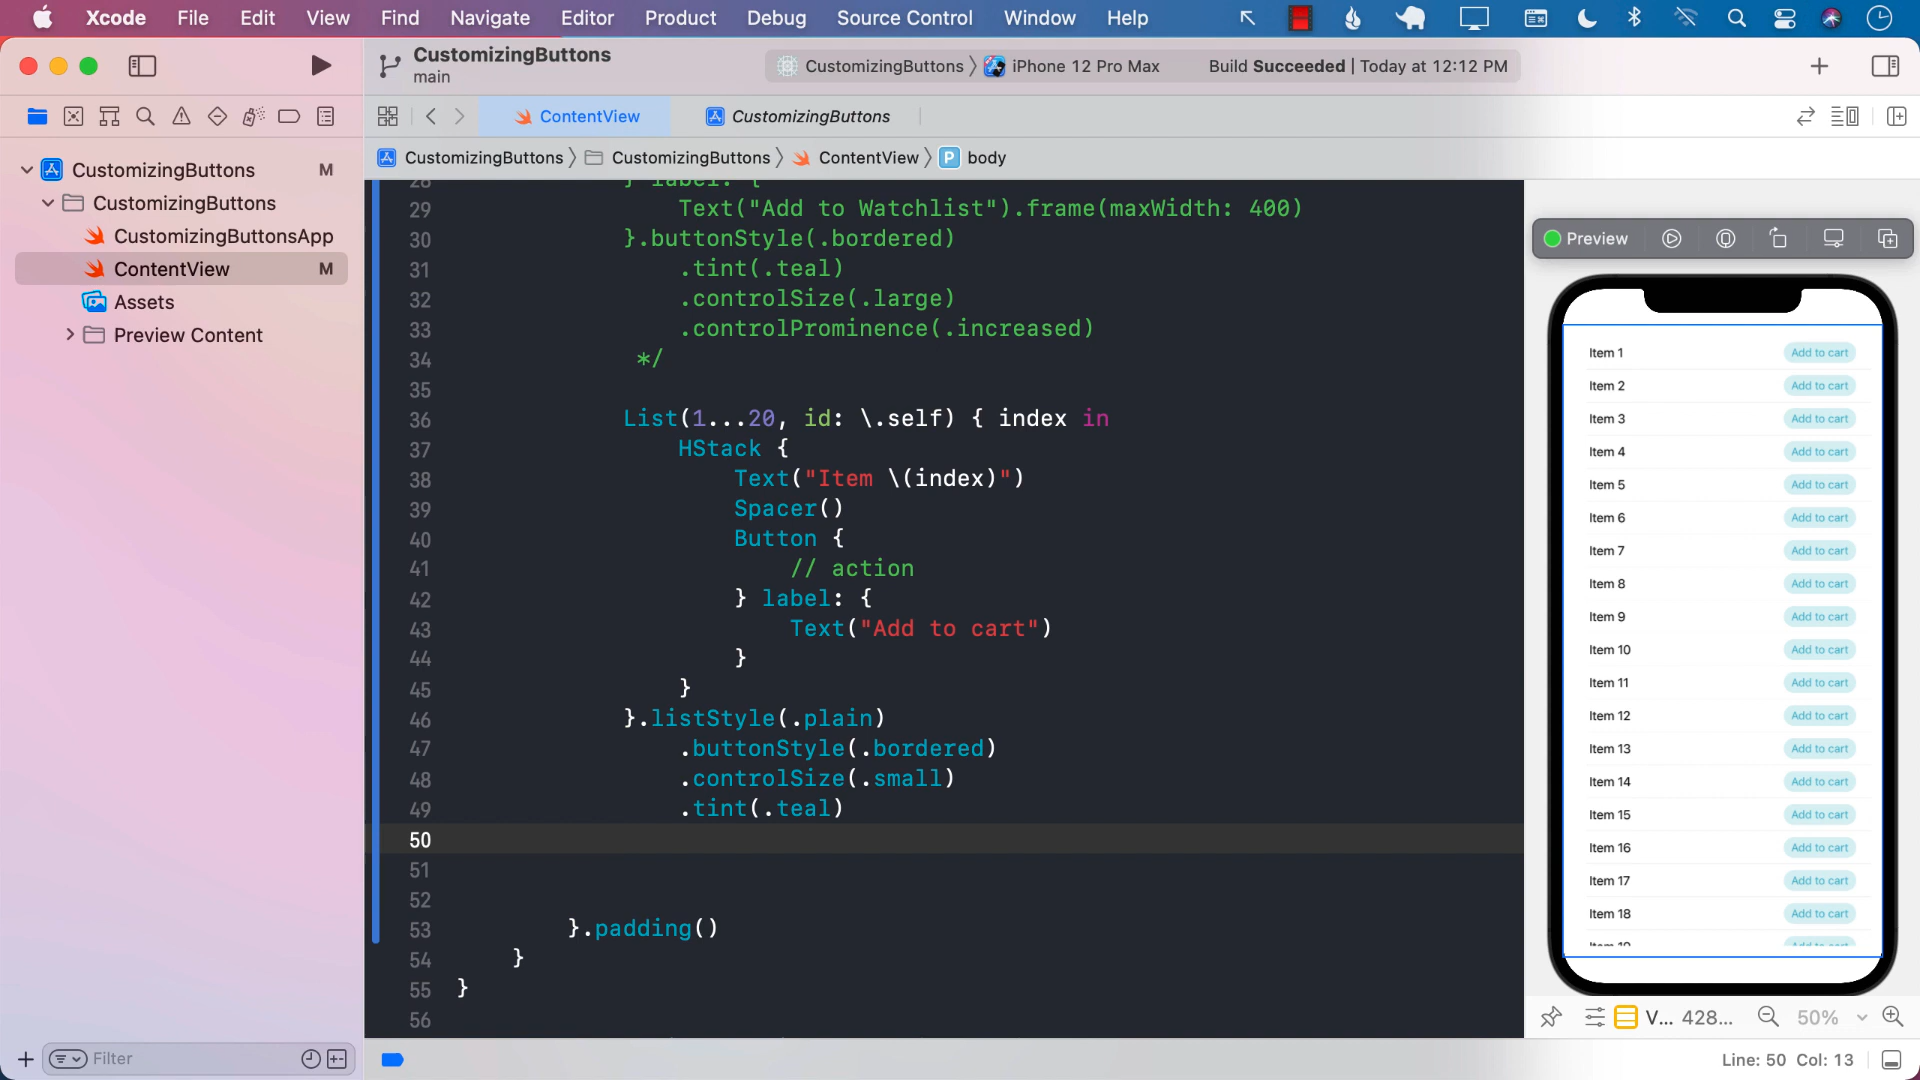 Xcode File Edit View Find Navigate Editor Product Debug Source Control Window Help
CustomizingButtons
main
CustomizingButtons iPhone 12 Pro Max Build Succeeded | Today at 12:12 PM
ContentView CustomizingButtons
CustomizingButtons CustomizingButtons ContentView P body
CustomizingButtons M
CustomizingButtons
CustomizingButtonsApp
ContentView M
Assets
Preview Content
28 } label: {
29 Text("Add to Watchlist").frame(maxWidth: 400)
30 }.buttonStyle(.bordered)
31 .tint(.teal)
32 .controlSize(.large)
33 .controlProminence(.increased)
34 */
35
36 List(1...20, id: \.self) { index in
37 HStack {
38 Text("Item \(index)")
39 Spacer()
40 Button {
41 // action
42 } label: {
43 Text("Add to cart")
44 }
45 }
46 }.listStyle(.plain)
47 .buttonStyle(.bordered)
48 .controlSize(.small)
49 .tint(.teal)
50
51
52
53 }.padding()
54 }
55 }
56
Preview
Item 1 Add to cart
Item 2 Add to cart
Item 3 Add to cart
Item 4 Add to cart
Item 5 Add to cart
Item 6 Add to cart
Item 7 Add to cart
Item 8 Add to cart
Item 9 Add to cart
Item 10 Add to cart
Item 11 Add to cart
Item 12 Add to cart
Item 13 Add to cart
Item 14 Add to cart
Item 15 Add to cart
Item 16 Add to cart
Item 17 Add to cart
Item 18 Add to cart
Item 19 Add to cart
V... 428... 50%
Filter
Line: 50 Col: 13